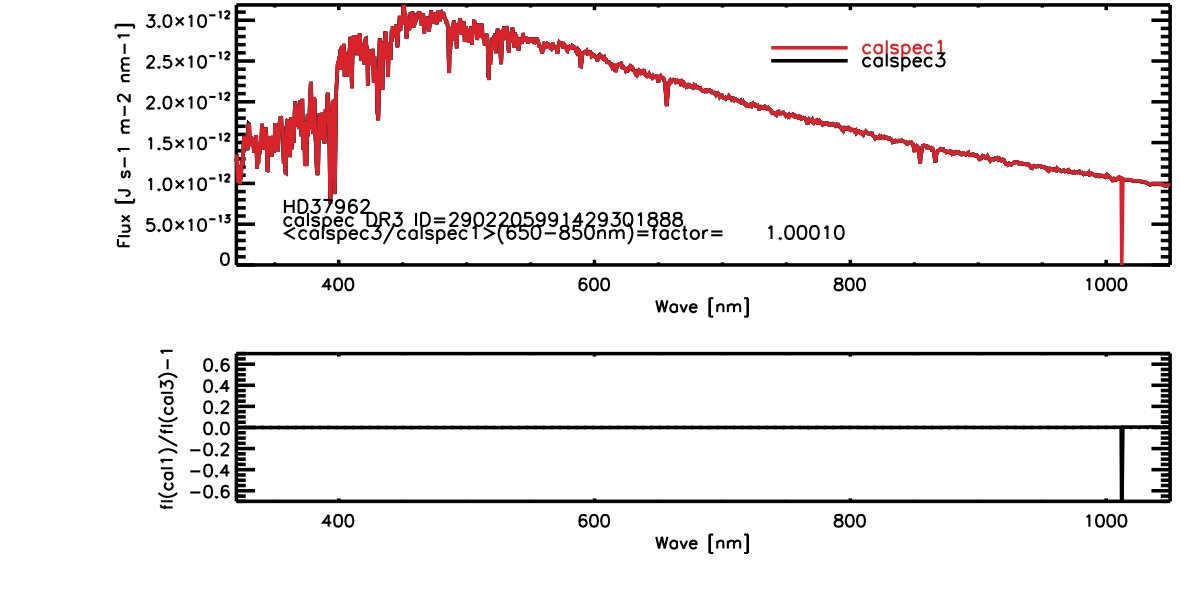 3.0×10⁻¹²
2.5×10⁻¹²
2.0×10⁻¹²
1.5×10⁻¹²
1.0×10⁻¹²
5.0×10⁻¹³
0
Flux [J s−1 m−2 nm−1]
calspec1
calspec3
HD37962
calspec DR3 ID=2902205991429301888
<calspec3/calspec1>(650−850nm)=factor= 1.00010
400 600 800 1000
Wave [nm]
0.6
0.4
0.2
0.0
−0.2
−0.4
−0.6
fl(cal1)/fl(cal3)−1
400 600 800 1000
Wave [nm]